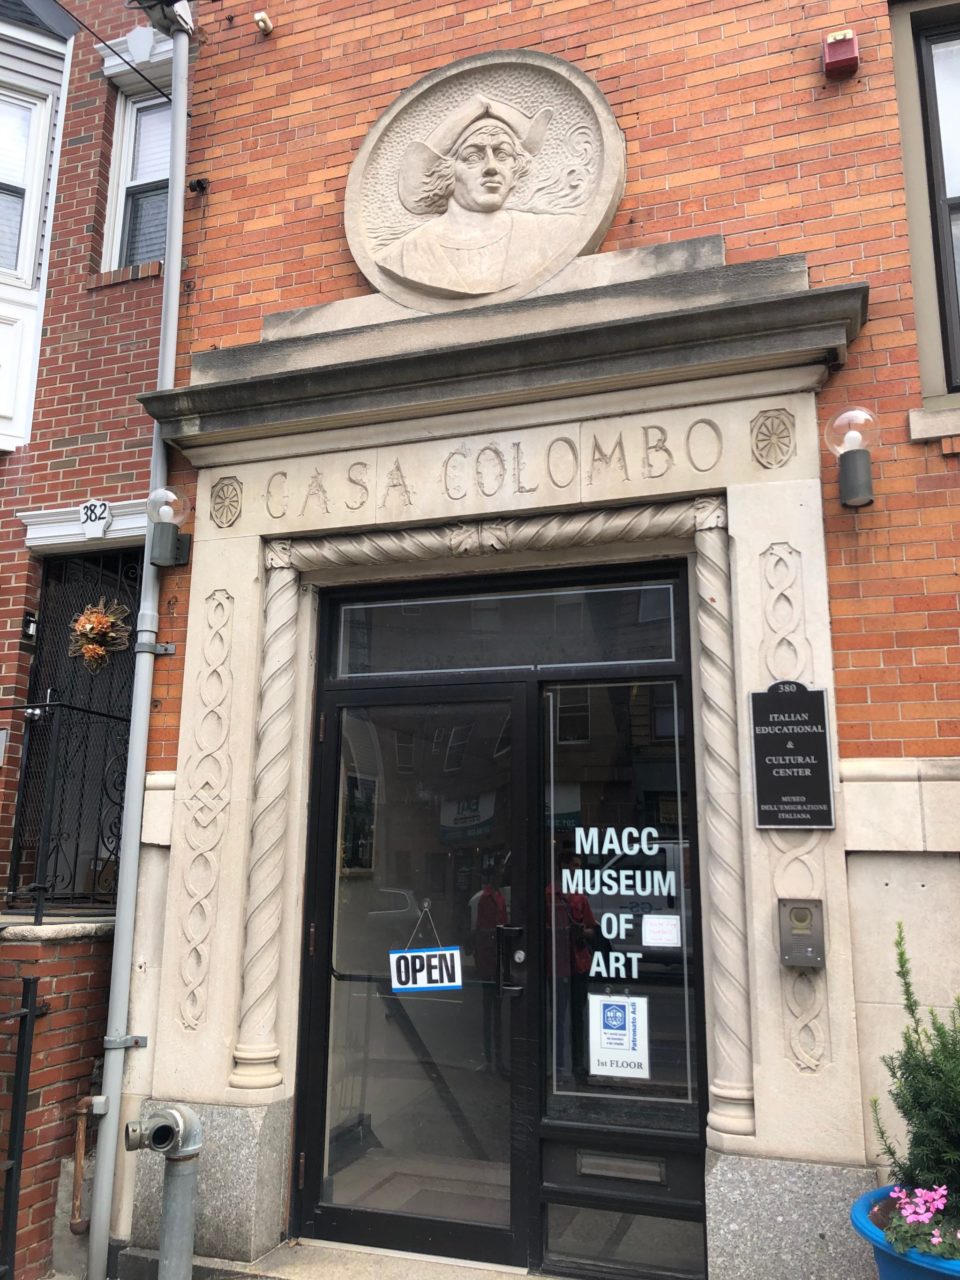 CASA COLOMBO
382
380
ITALIAN
EDUCATIONAL
&
CULTURAL
CENTER
MUSEO
DELL'EMIGRAZIONE
ITALIANA
MACC
MUSEUM
OF
ART
OPEN
Patronato Acli
1st FLOOR